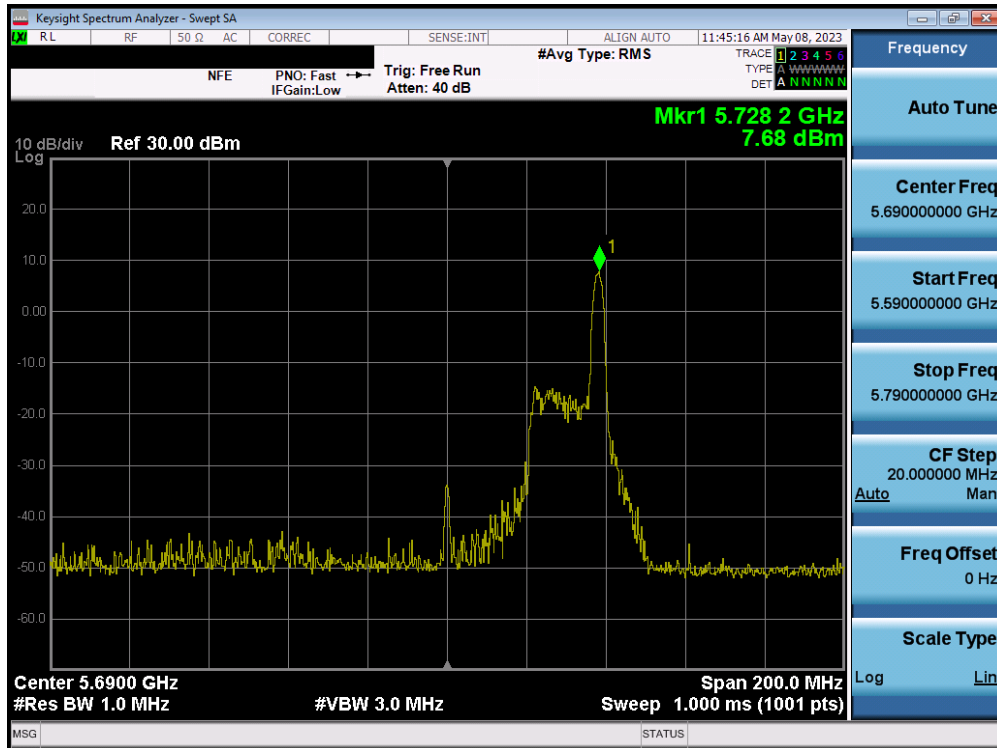 Keysight Spectrum Analyzer - Swept SA
LXI RL RF 50 Ω AC CORREC SENSE:INT ALIGN AUTO 11:45:16 AM May 08, 2023
NFE PNO: Fast Trig: Free Run #Avg Type: RMS TRACE 1 2 3 4 5 6
IFGain:Low Atten: 40 dB TYPE A WWWWW
DET A N N N N N
Mkr1 5.728 2 GHz
7.68 dBm
10 dB/div Ref 30.00 dBm
Log
20.0
10.0
0.00
-10.0
-20.0
-30.0
-40.0
-50.0
-60.0
1
Center 5.6900 GHz Span 200.0 MHz
#Res BW 1.0 MHz #VBW 3.0 MHz Sweep 1.000 ms (1001 pts)
MSG STATUS
Frequency
Auto Tune
Center Freq
5.690000000 GHz
Start Freq
5.590000000 GHz
Stop Freq
5.790000000 GHz
CF Step
20.000000 MHz
Auto Man
Freq Offset
0 Hz
Scale Type
Log Lin